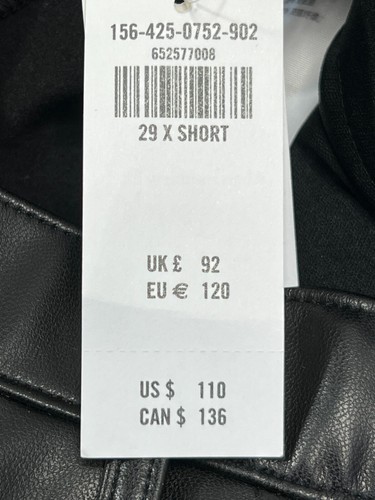 156-425-0752-902
652577008
29 X SHORT
UK £ 92
EU € 120
US $ 110
CAN $ 136